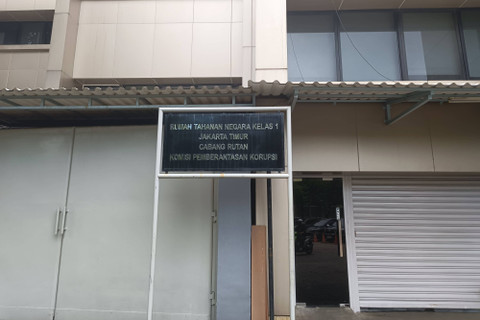 RUMAH TAHANAN NEGARA KELAS 1
JAKARTA TIMUR
CABANG RUTAN
KOMISI PEMBERANTASAN KORUPSI